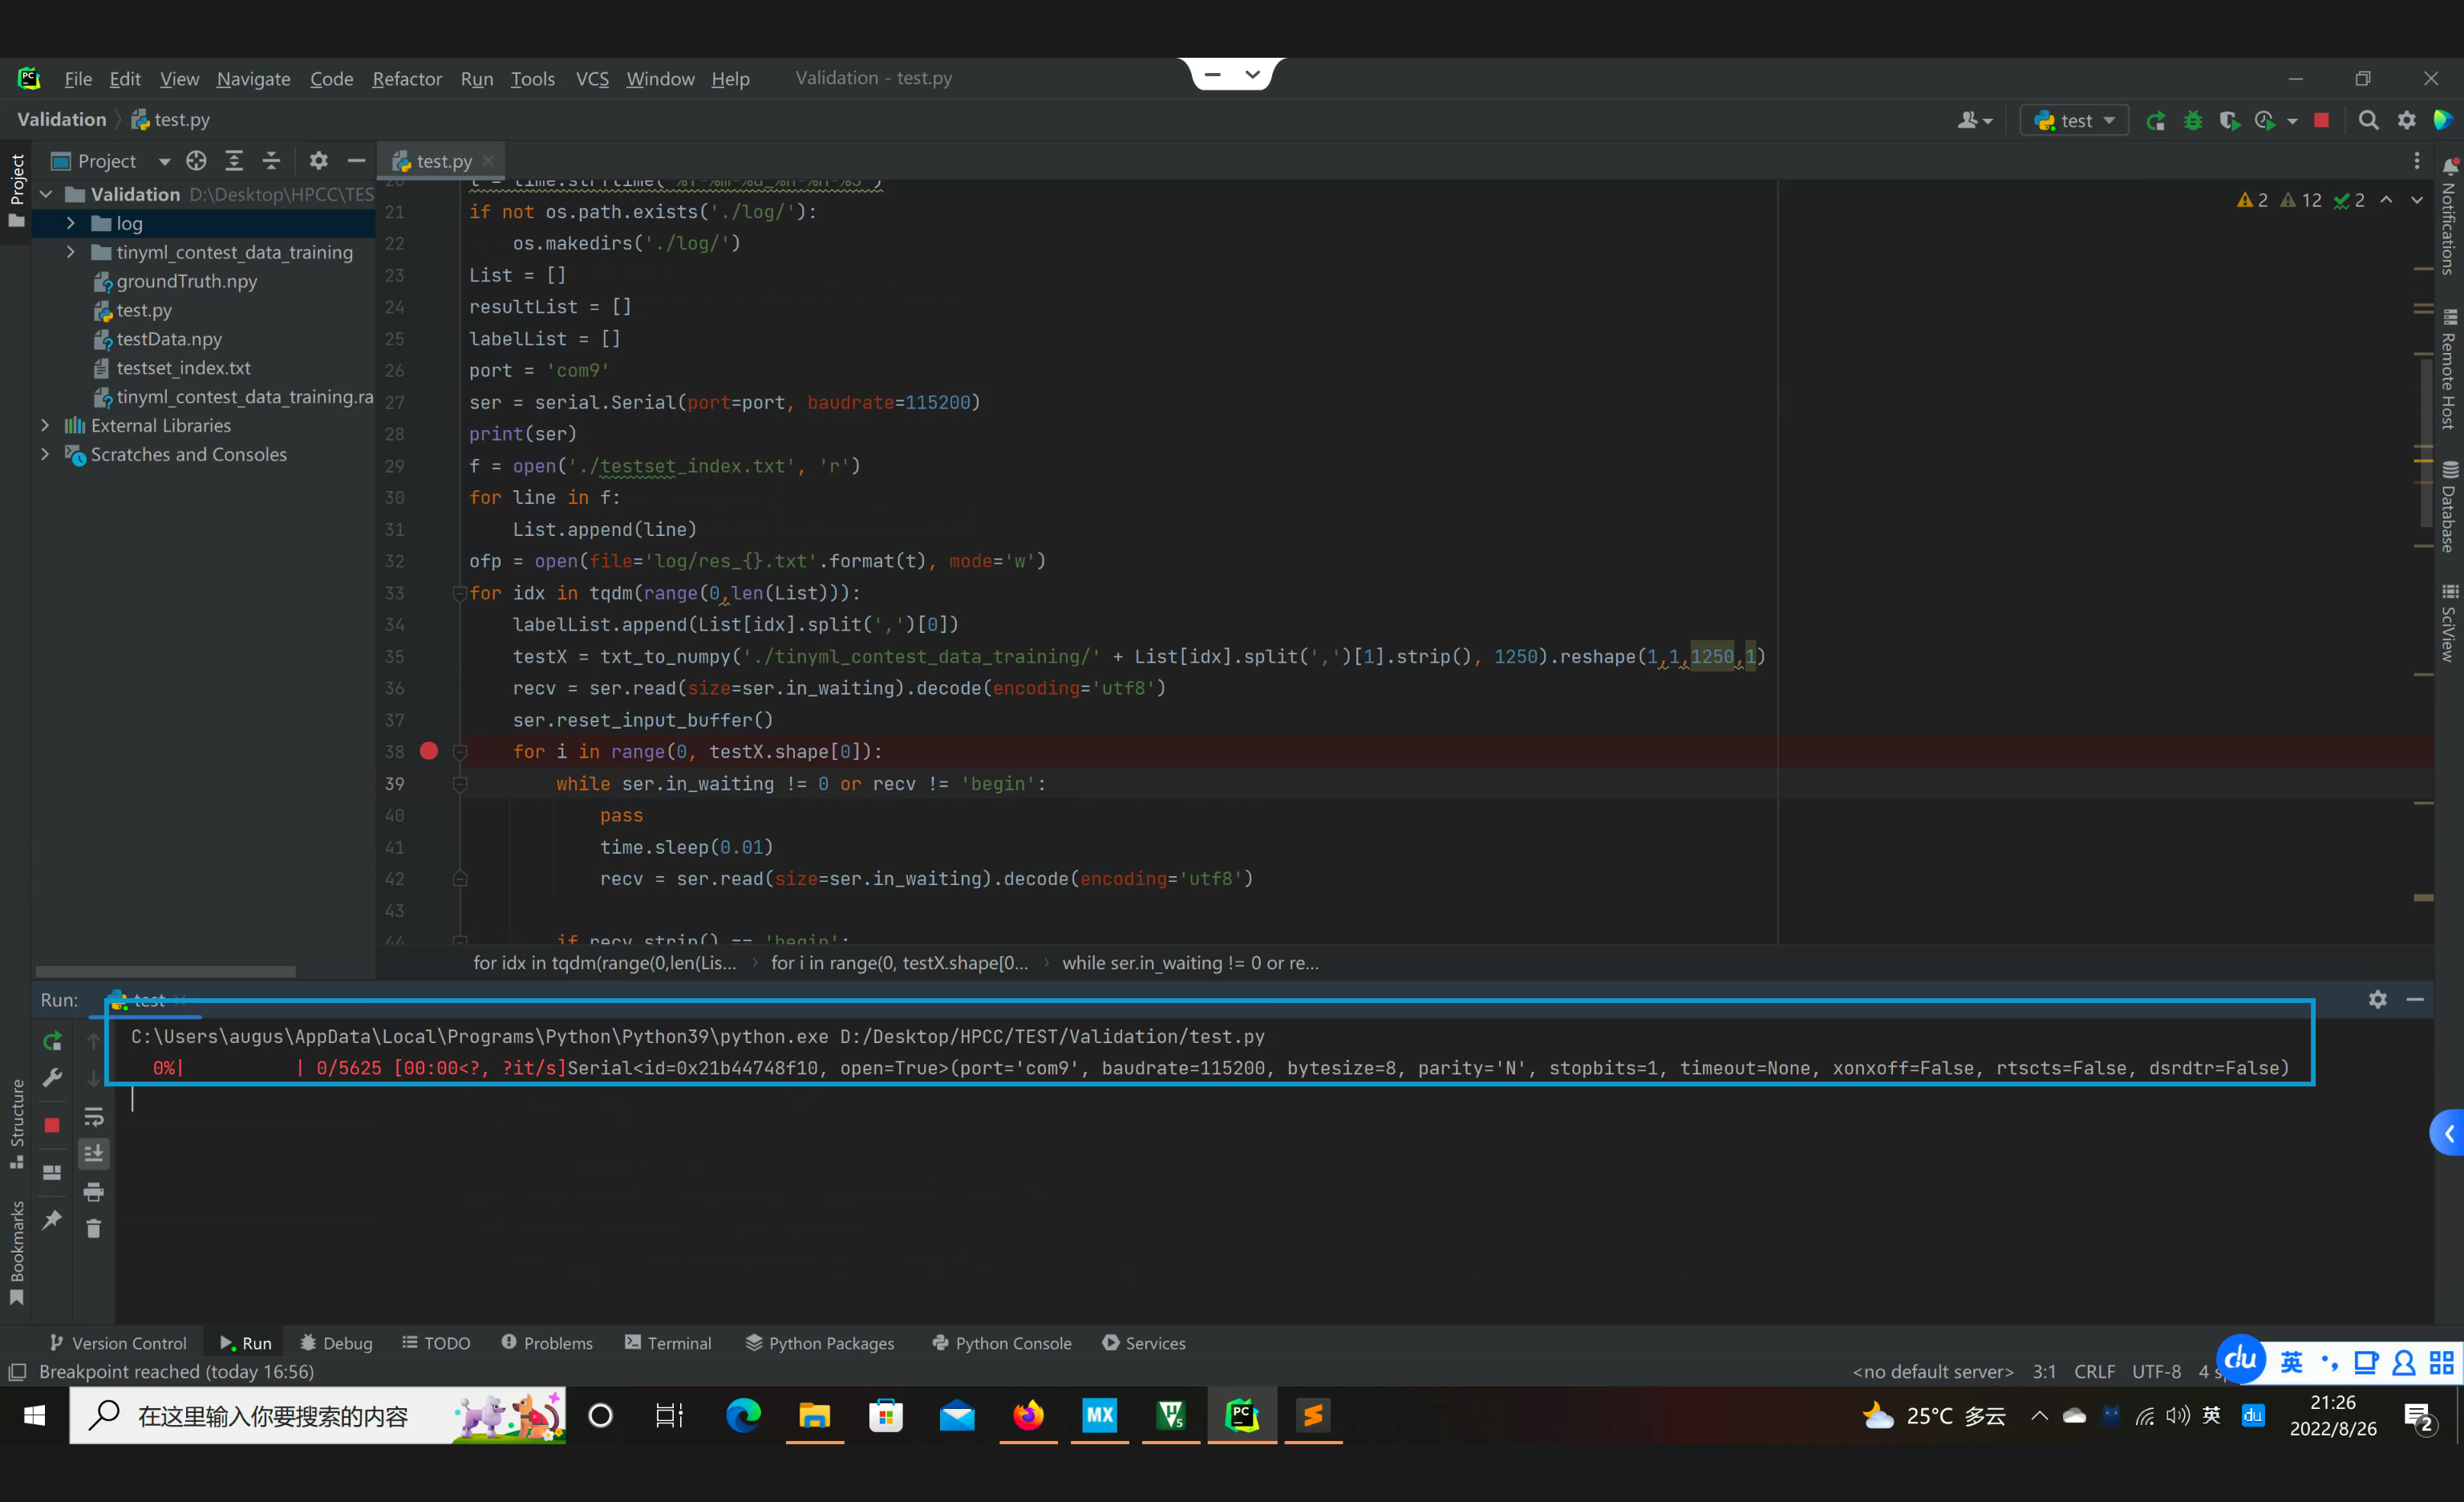 File Edit View Navigate Code Refactor Run Tools VCS Window Help Validation - test.py
Validation test.py
test
Project
test.py
Project
Validation D:\Desktop\HPCC\TES
log
tinyml_contest_data_training
groundTruth.npy
test.py
testData.npy
testset_index.txt
tinyml_contest_data_training.ra
External Libraries
Scratches and Consoles
20 t = time.strftime('%Y-%m-%d_%H-%M-%S')
21 if not os.path.exists('./log/'):
22 os.makedirs('./log/')
23 List = []
24 resultList = []
25 labelList = []
26 port = 'com9'
27 ser = serial.Serial(port=port, baudrate=115200)
28 print(ser)
29 f = open('./testset_index.txt', 'r')
30 for line in f:
31 List.append(line)
32 ofp = open(file='log/res_{}.txt'.format(t), mode='w')
33 for idx in tqdm(range(0,len(List))):
34 labelList.append(List[idx].split(',')[0])
35 testX = txt_to_numpy('./tinyml_contest_data_training/' + List[idx].split(',')[1].strip(), 1250).reshape(1,1,1250,1)
36 recv = ser.read(size=ser.in_waiting).decode(encoding='utf8')
37 ser.reset_input_buffer()
38 for i in range(0, testX.shape[0]):
39 while ser.in_waiting != 0 or recv != 'begin':
40 pass
41 time.sleep(0.01)
42 recv = ser.read(size=ser.in_waiting).decode(encoding='utf8')
43
44 if recv.strip() == 'begin':
2 12 2
Notifications
Remote Host
Database
SciView
for idx in tqdm(range(0,len(Lis... for i in range(0, testX.shape[0... while ser.in_waiting != 0 or re...
Run: test
C:\Users\augus\AppData\Local\Programs\Python\Python39\python.exe D:/Desktop/HPCC/TEST/Validation/test.py
0%| | 0/5625 [00:00<?, ?it/s]Serial<id=0x21b44748f10, open=True>(port='com9', baudrate=115200, bytesize=8, parity='N', stopbits=1, timeout=None, xonxoff=False, rtscts=False, dsrdtr=False)
Structure
Bookmarks
Version Control Run Debug TODO Problems Terminal Python Packages Python Console Services
Breakpoint reached (today 16:56)
<no default server> 3:1 CRLF UTF-8 4 s
du 英
在这里输入你要搜索的内容
MX
PC
25°C 多云
英
du
21:26
2022/8/26
2